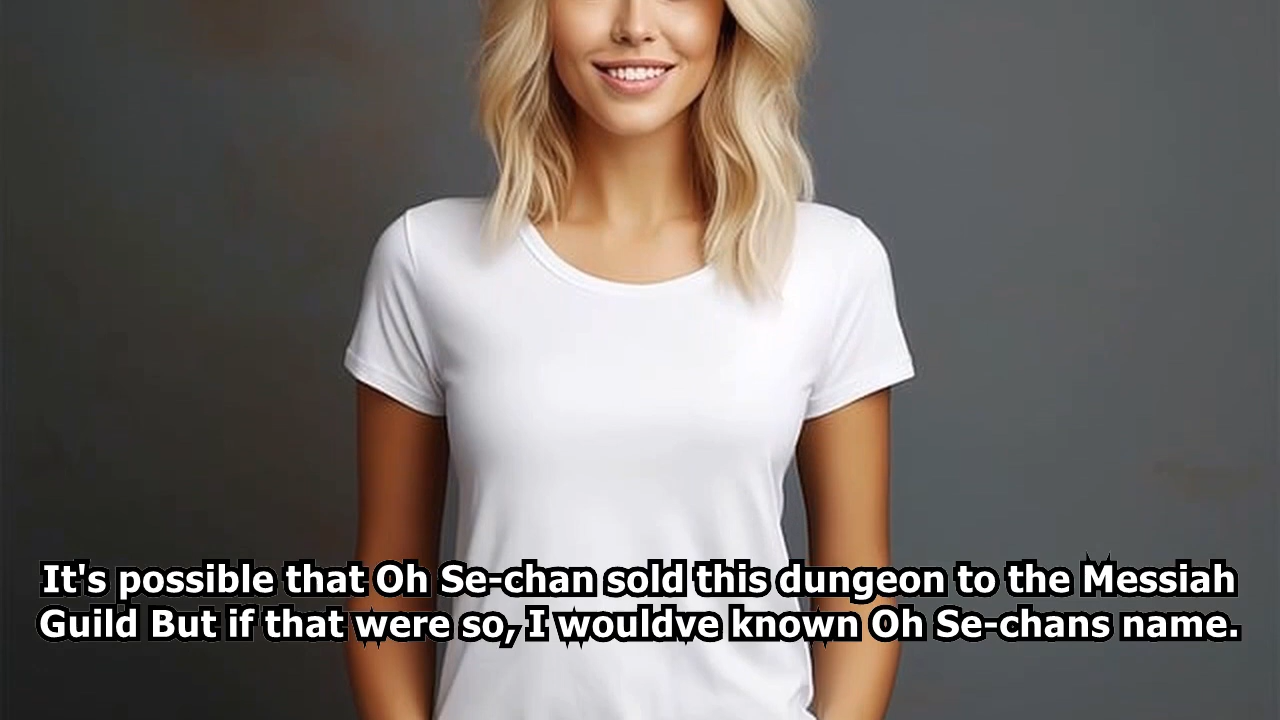 It's possible that Oh Se-chan sold this dungeon to the Messiah
Guild But if that were so, I wouldve known Oh Se-chans name.